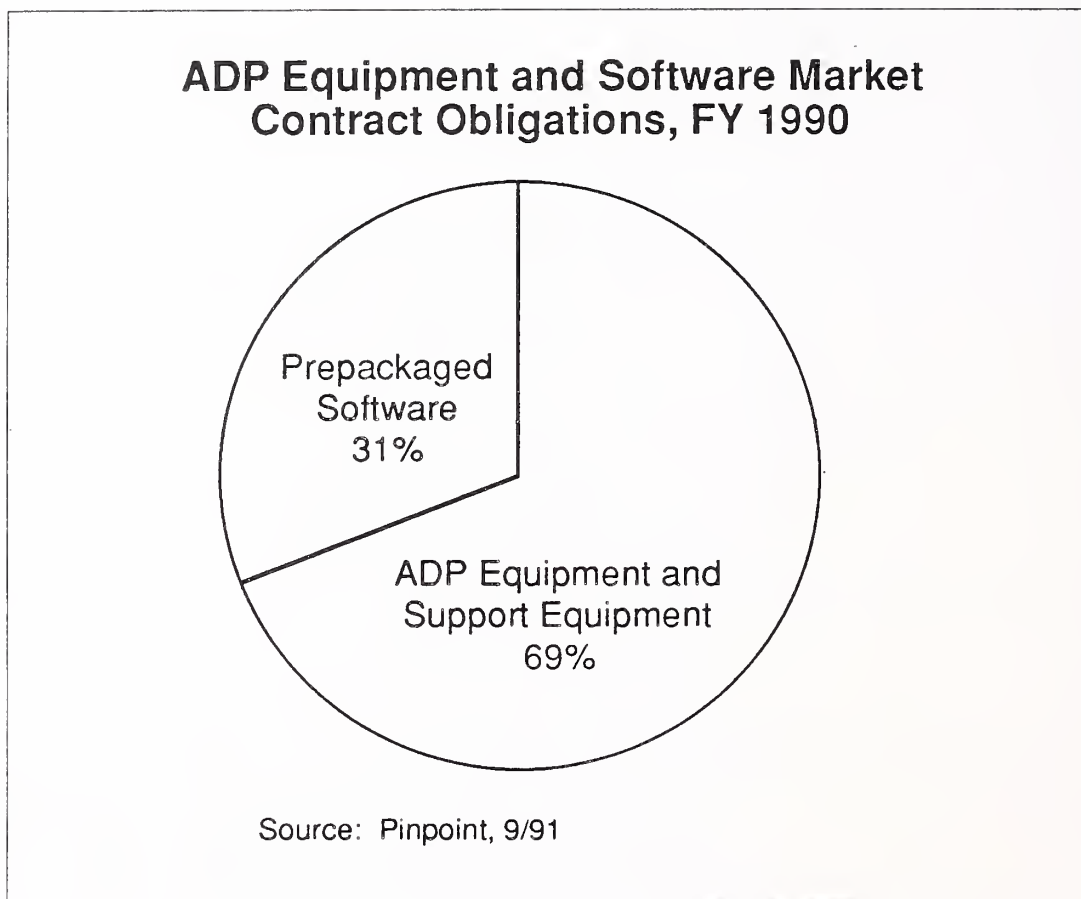 ADP Equipment and Software Market
Contract Obligations, FY 1990
Prepackaged
Software
31%
ADP Equipment and
Support Equipment
69%
Source: Pinpoint, 9/91